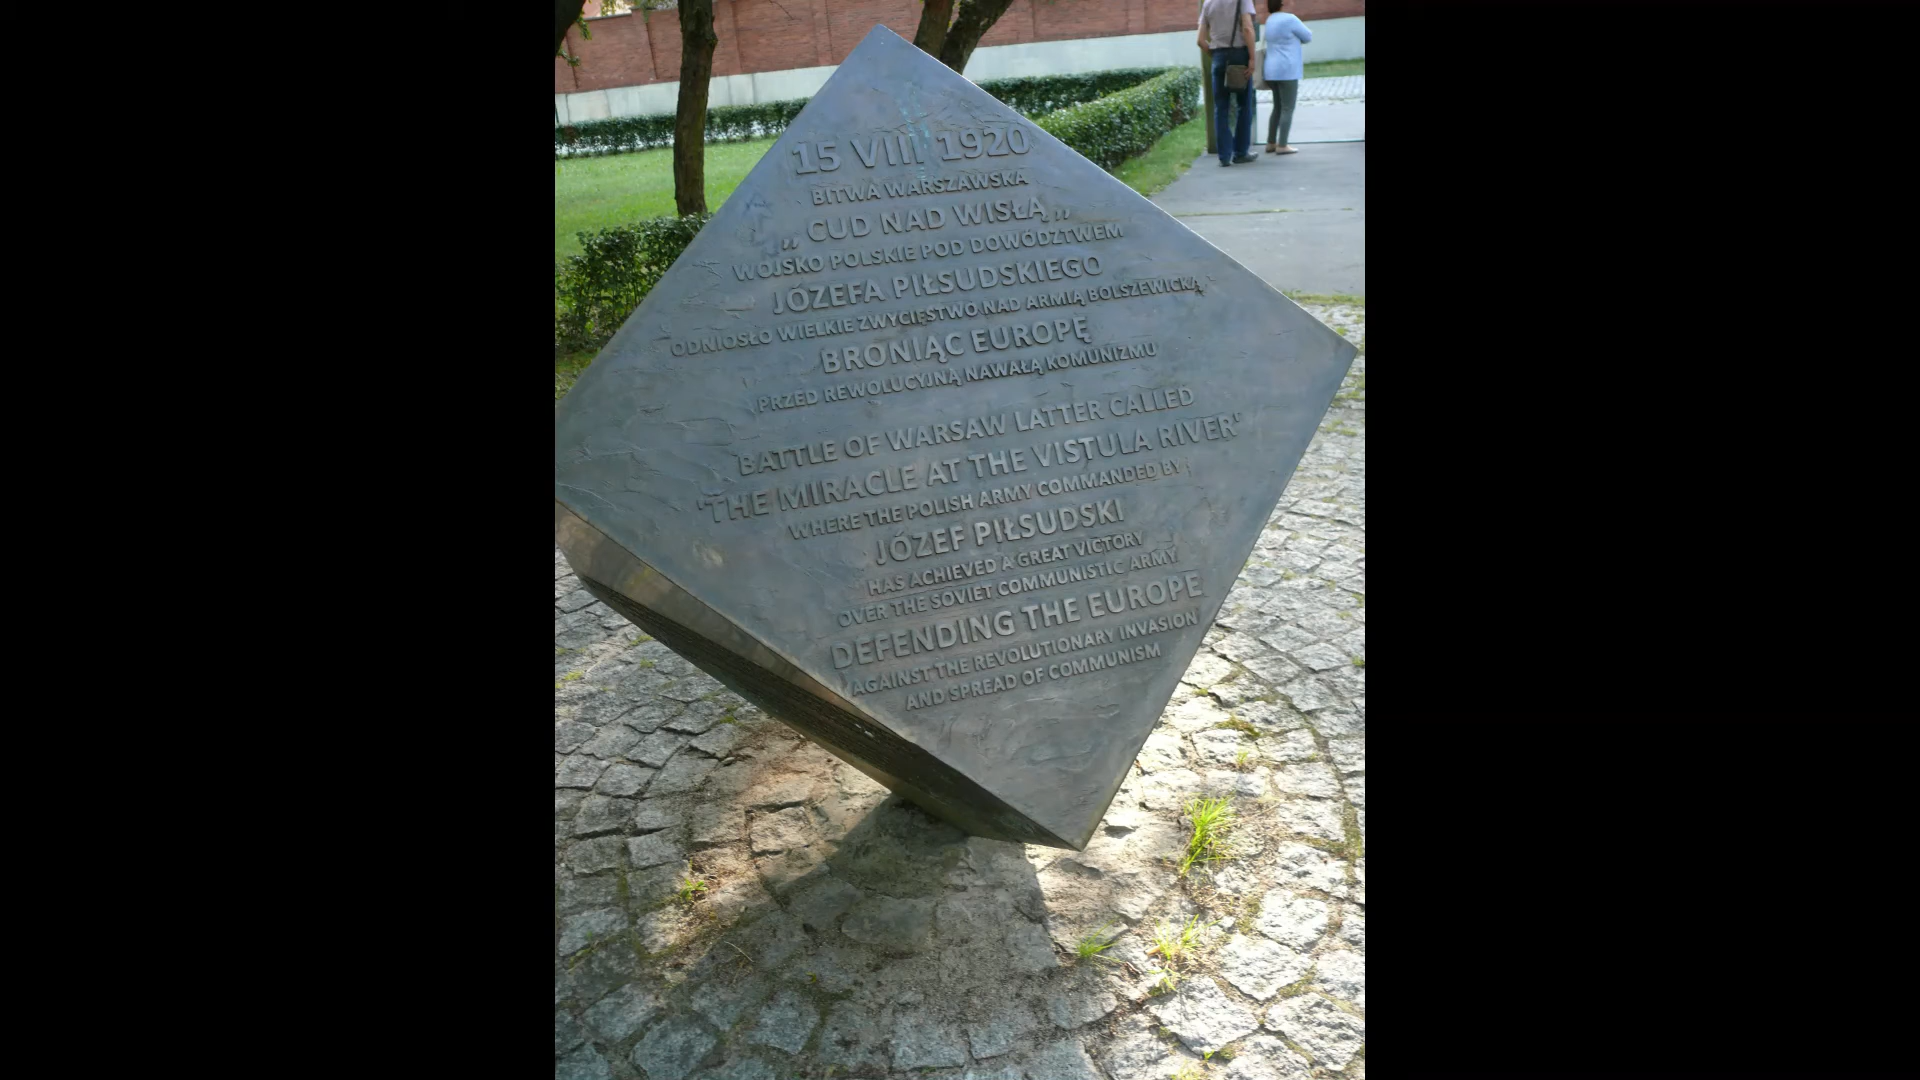 15 VIII 1920
BITWA WARSZAWSKA
„ CUD NAD WISŁĄ „
WOJSKO POLSKIE POD DOWÓDZTWEM
JÓZEFA PIŁSUDSKIEGO
ODNIOSŁO WIELKIE ZWYCIĘSTWO NAD ARMIĄ BOLSZEWICKĄ
BRONIĄC EUROPĘ
PRZED REWOLUCYJNĄ NAWAŁĄ KOMUNIZMU
BATTLE OF WARSAW LATTER CALLED
'THE MIRACLE AT THE VISTULA RIVER'
WHERE THE POLISH ARMY COMMANDED BY
JÓZEF PIŁSUDSKI
HAS ACHIEVED A GREAT VICTORY
OVER THE SOVIET COMMUNISTIC ARMY
DEFENDING THE EUROPE
AGAINST THE REVOLUTIONARY INVASION
AND SPREAD OF COMMUNISM